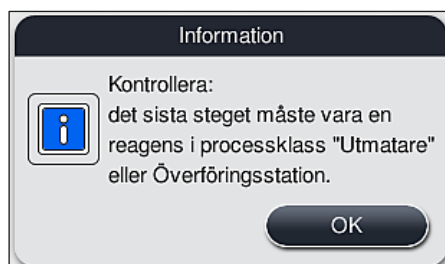 Information
Kontrollera:
det sista steget måste vara en
reagens i processklass "Utmatare"
eller Överföringsstation.
OK